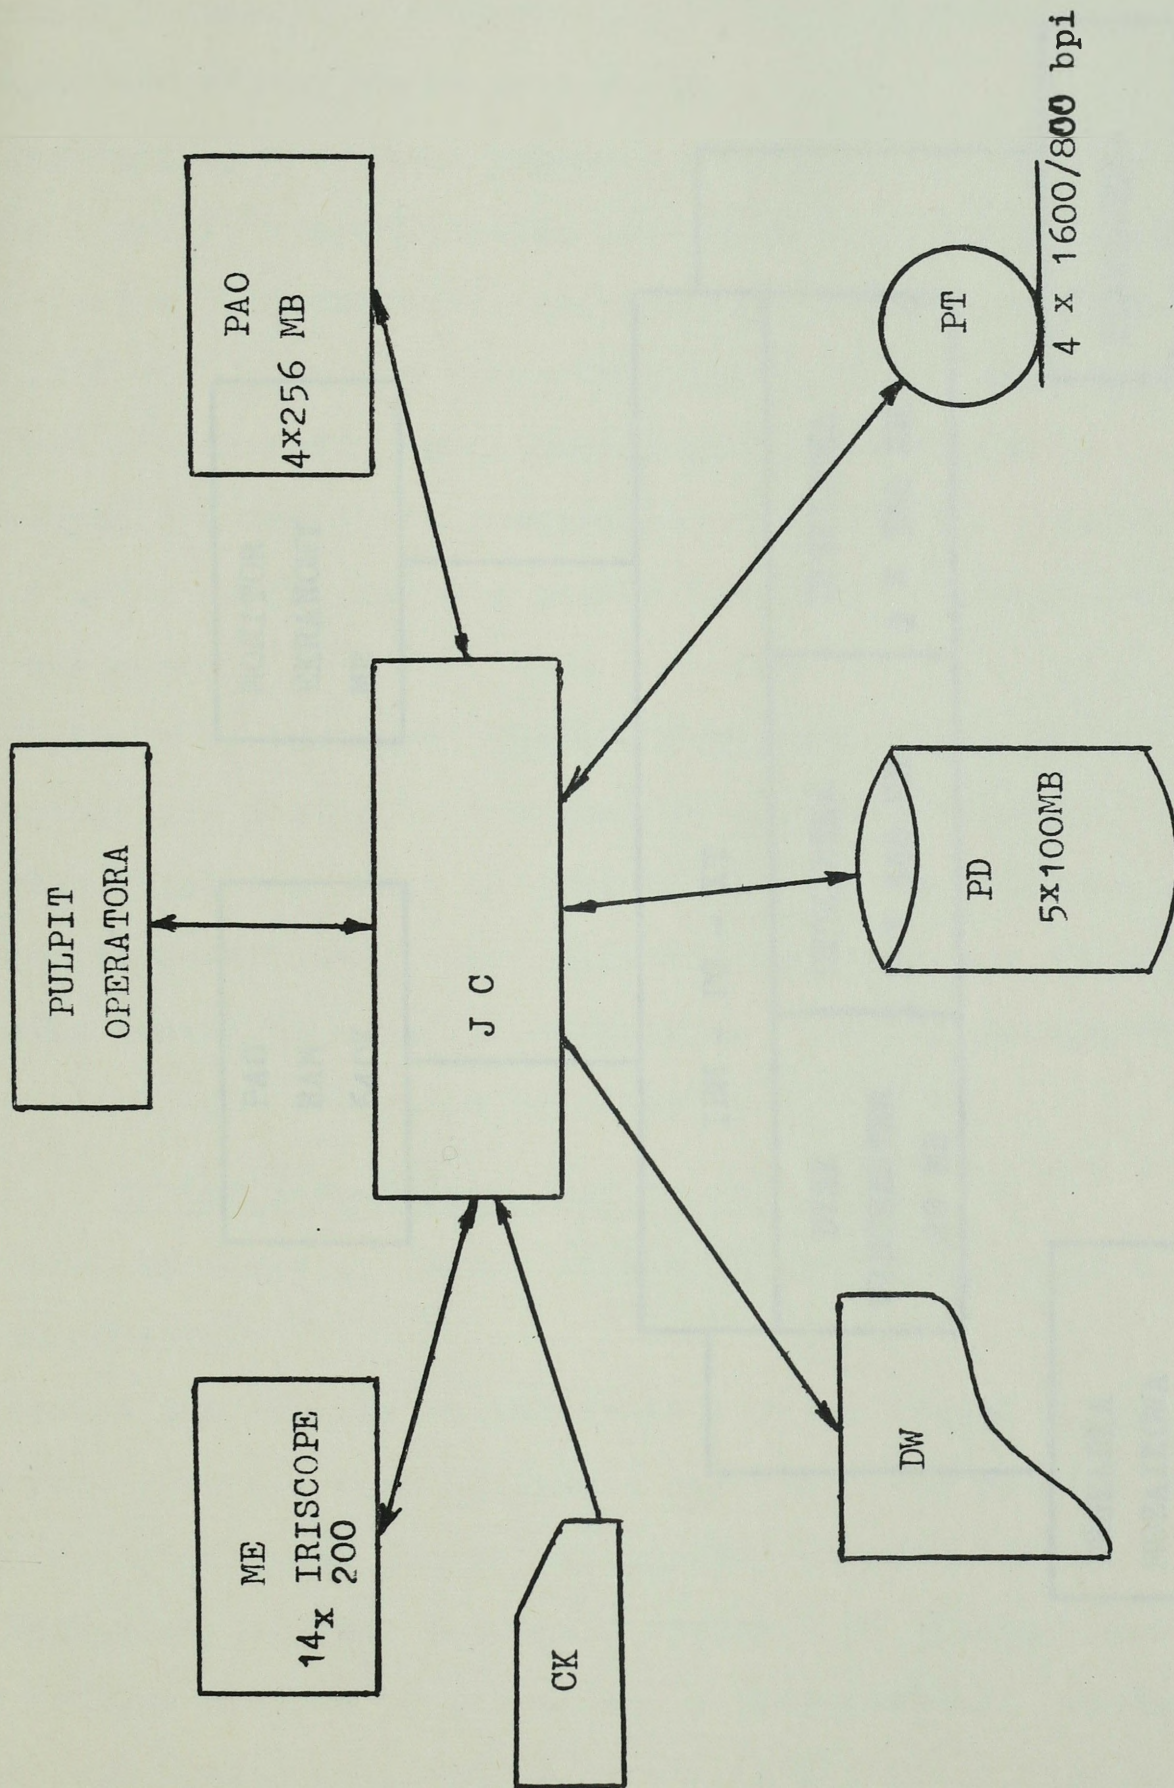 PULPIT
OPERATORA
ME
14x IRISCOPE
200
PAO
4x256 MB
J C
CK
DW
PD
5x100MB
PT
4 x 1600/800 bpi